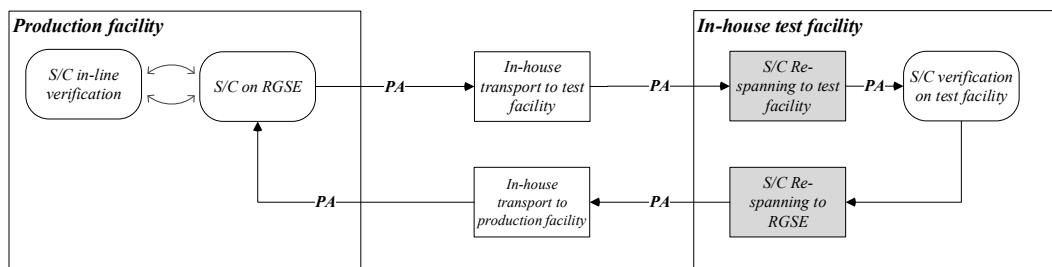 Production facility
S/C in-line
verification
S/C on RGSE
PA
In-house
transport to test
facility
PA
In-house test facility
S/C Re-
spanning to test
facility
PA
S/C verification
on test facility
PA
In-house
transport to
production facility
PA
S/C Re-
spanning to
RGSE